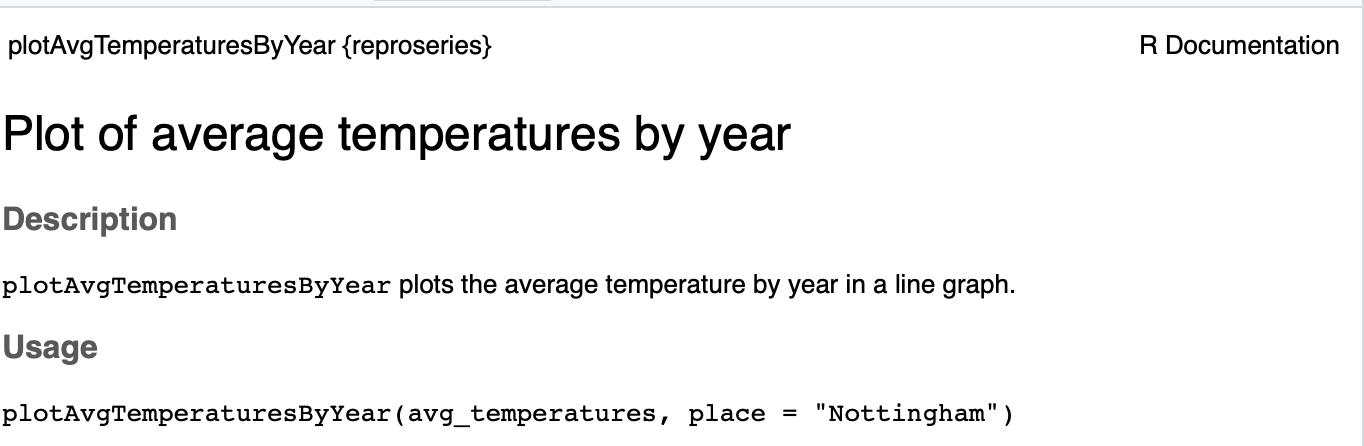 plotAvgTemperaturesByYear {reproseries} R Documentation
Plot of average temperatures by year
Description
plotAvgTemperaturesByYear plots the average temperature by year in a line graph.
Usage
plotAvgTemperaturesByYear(avg_temperatures, place = "Nottingham")